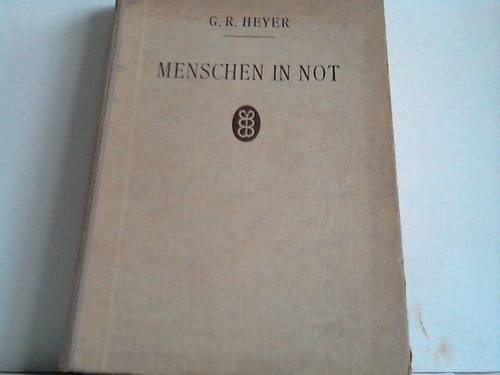 G. R. HEYER
MENSCHEN IN NOT